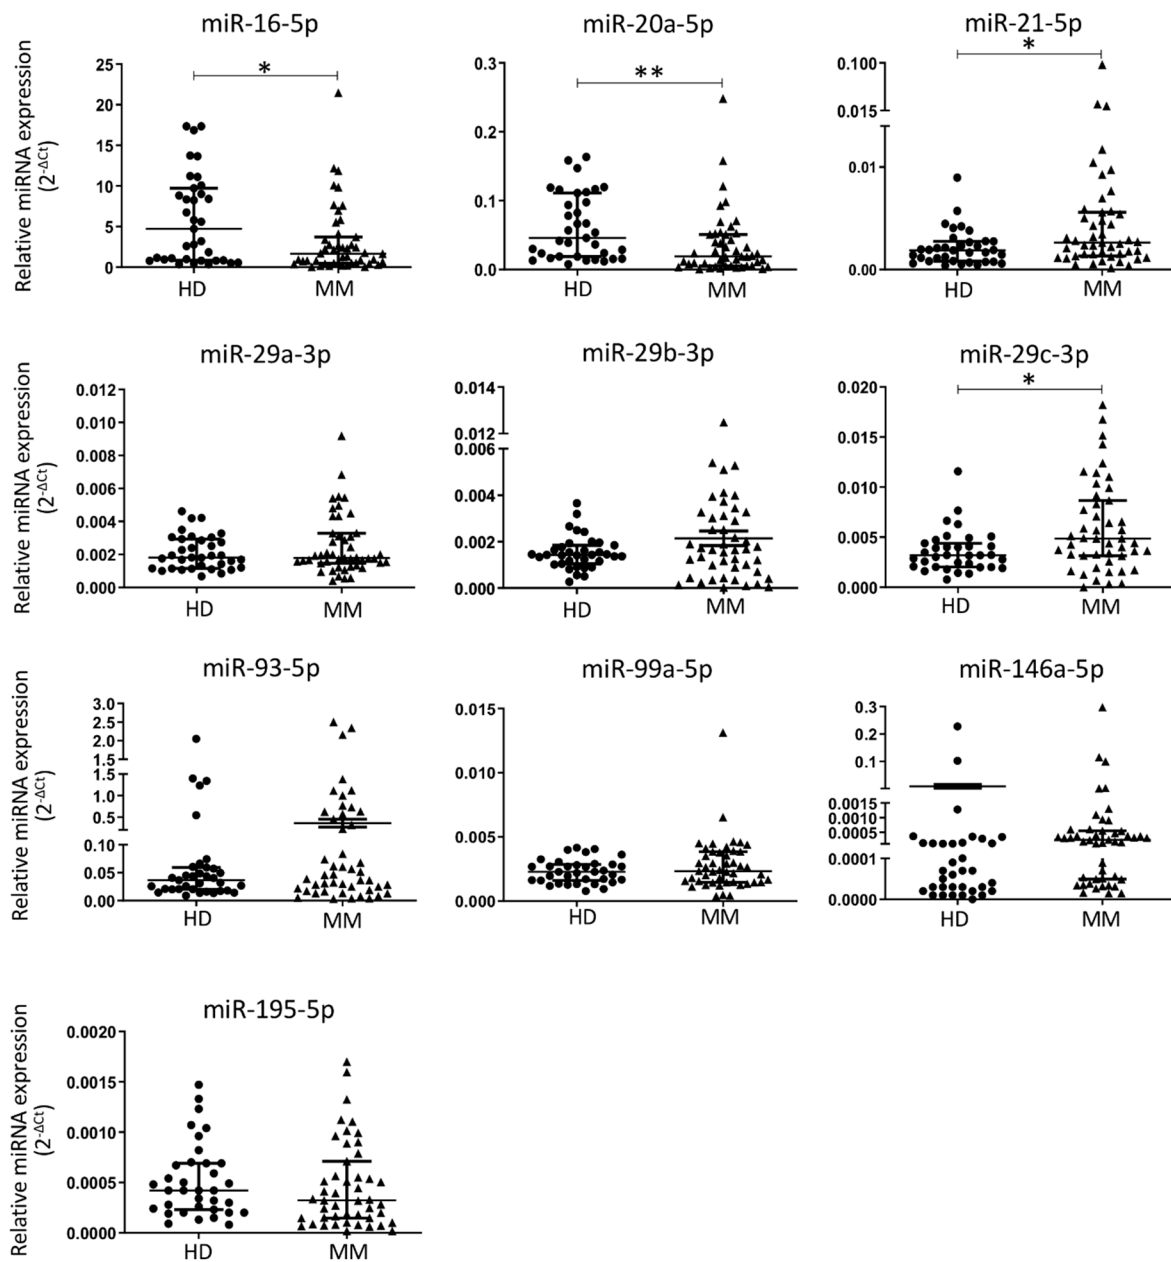 miR-16-5p
miR-20a-5p
miR-21-5p
Relative miRNA expression
(2-ΔCt)
25
20
15
10
5
0
*
HD
MM
0.3
0.2
0.1
0.0
**
HD
MM
0.100
0.015
0.01
0.00
*
HD
MM
miR-29a-3p
miR-29b-3p
miR-29c-3p
Relative miRNA expression
(2-ΔCt)
0.012
0.010
0.008
0.006
0.004
0.002
0.000
HD
MM
0.014
0.012
0.006
0.004
0.002
0.000
HD
MM
0.020
0.015
0.010
0.005
0.000
*
HD
MM
miR-93-5p
miR-99a-5p
miR-146a-5p
Relative miRNA expression
(2-ΔCt)
3.0
2.5
2.0
1.5
1.5
1.0
0.5
0.10
0.05
0.00
HD
MM
0.015
0.010
0.005
0.000
HD
MM
0.3
0.2
0.1
0.0015
0.0010
0.0005
0.0001
0.0000
HD
MM
miR-195-5p
Relative miRNA expression
(2-ΔCt)
0.0020
0.0015
0.0010
0.0005
0.0000
HD
MM